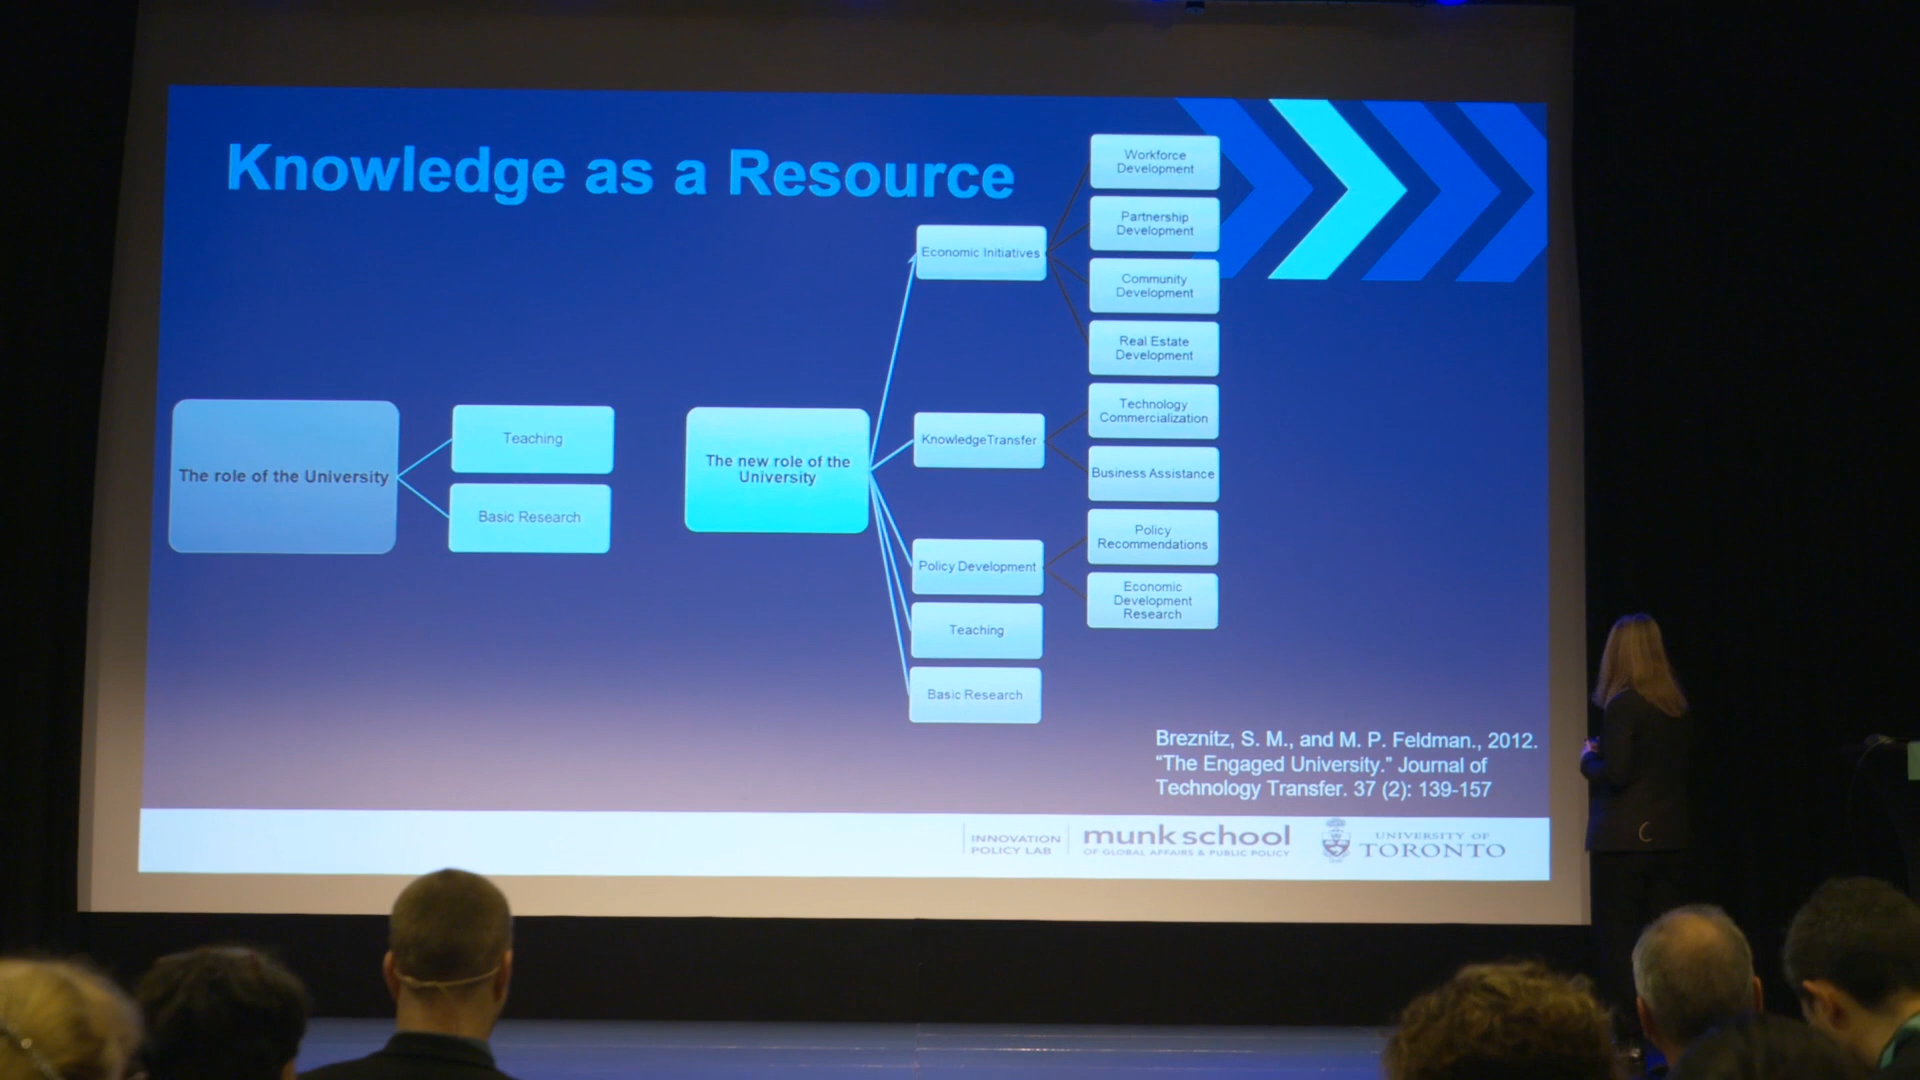 Knowledge as a Resource
The role of the University
Teaching
Basic Research
The new role of the
University
Economic Initiatives
Workforce
Development
Partnership
Development
Community
Development
Real Estate
Development
KnowledgeTransfer
Technology
Commercialization
Business Assistance
Policy Development
Policy
Recommendations
Economic
Development
Research
Teaching
Basic Research
Breznitz, S. M., and M. P. Feldman., 2012.
“The Engaged University.” Journal of
Technology Transfer. 37 (2): 139-157
INNOVATION
POLICY LAB
munk school
OF GLOBAL AFFAIRS & PUBLIC POLICY
UNIVERSITY OF
TORONTO